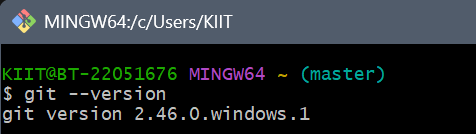 MINGW64:/c/Users/KIIT
KIIT@BT-22051676 MINGW64 ~ (master)
$ git --version
git version 2.46.0.windows.1